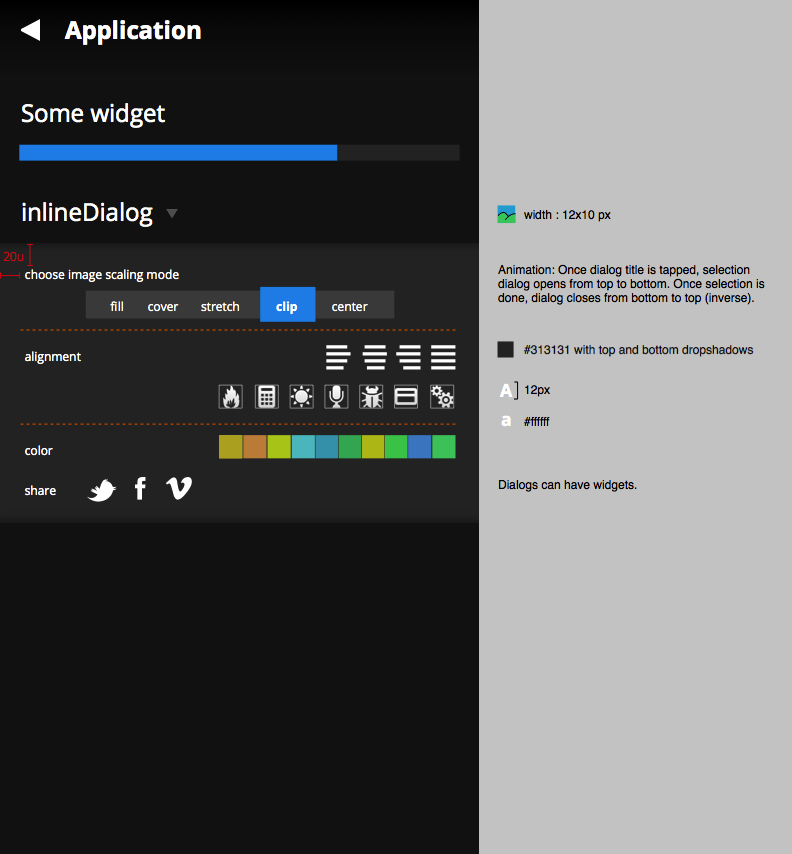 Application
Some widget
inlineDialog
width : 12x10 px
20u
choose image scaling mode
fill cover stretch clip center
Animation: Once dialog title is tapped, selection
dialog opens from top to bottom. Once selection is
done, dialog closes from bottom to top (inverse).
alignment
#313131 with top and bottom dropshadows
A 12px
a #ffffff
color
share
Dialogs can have widgets.